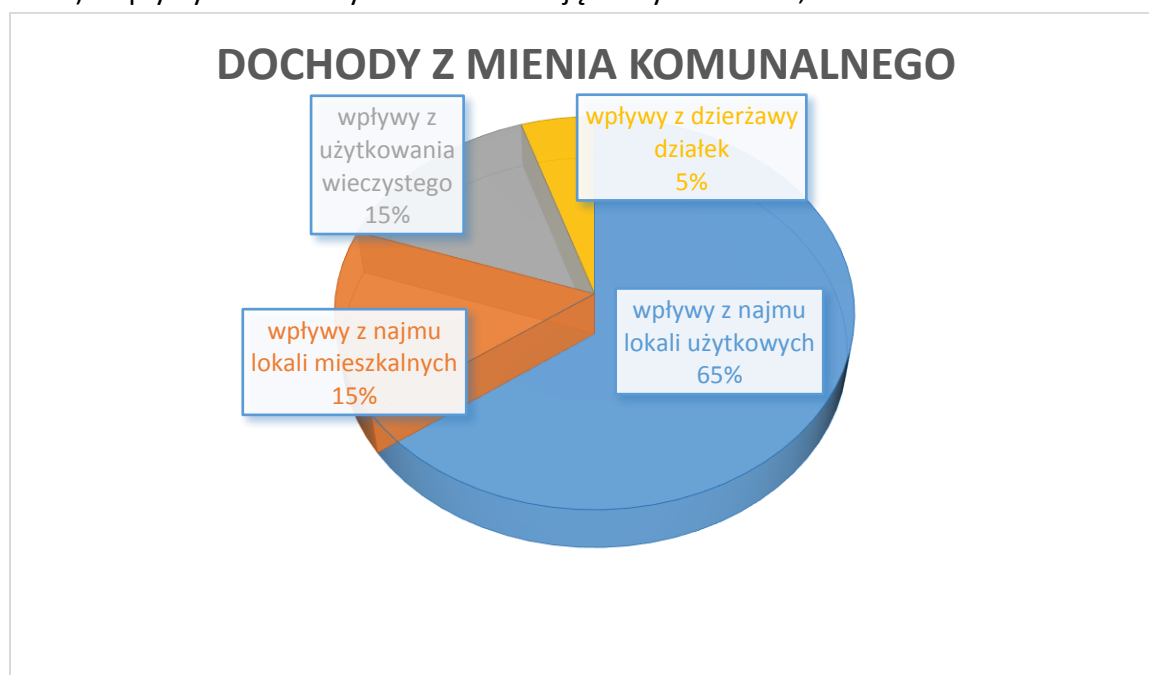 DOCHODY Z MIENIA KOMUNALNEGO
wpływy z
użytkowania
wieczystego
15%
wpływy z dzierżawy
działek
5%
wpływy z najmu
lokali użytkowych
65%
wpływy z najmu
lokali mieszkalnych
15%